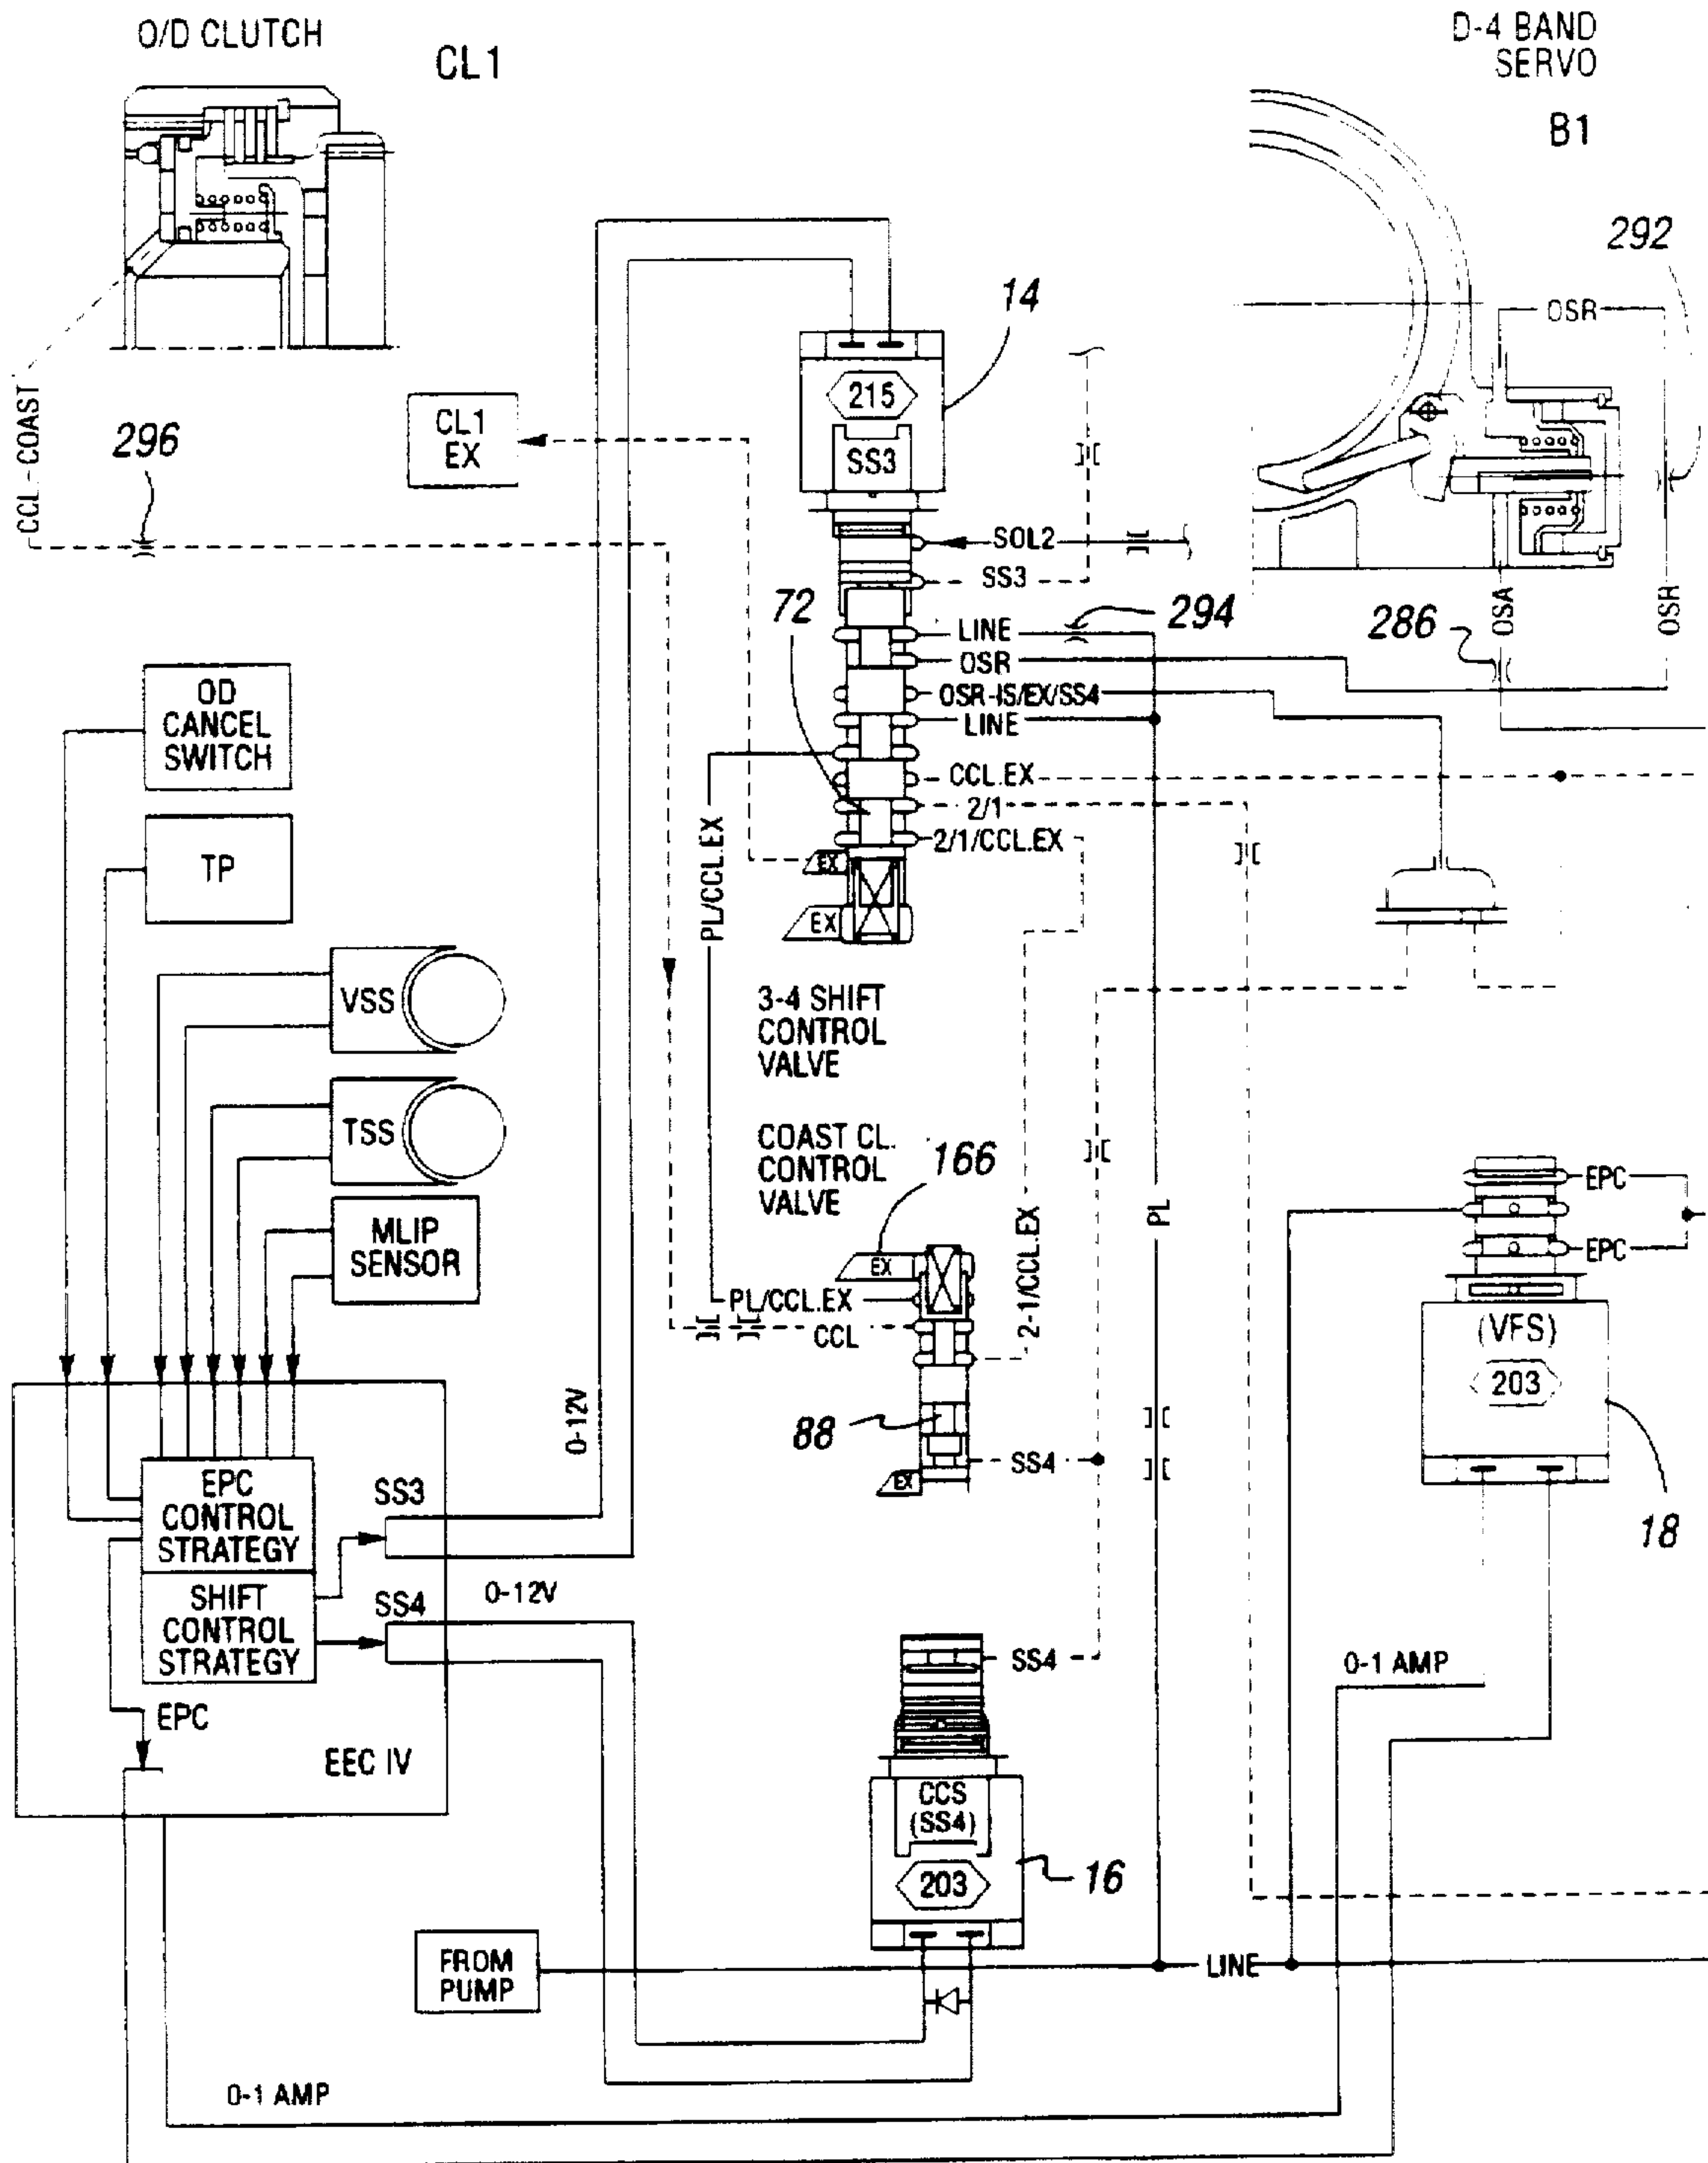 O/D CLUTCH
CL1
D-4 BAND
SERVO
B1
292
OSR
14
215
SS3
CL1
EX
CCL-COAST
296
SOL2
SS3
72
LINE
294
OSR
286
OSA
OSR
OSR-IS/EX/SS4
LINE
CCL.EX
2/1
2/1/CCL.EX
EX
EX
PL/CCL.EX
OD
CANCEL
SWITCH
TP
VSS
TSS
MLIP
SENSOR
3-4 SHIFT
CONTROL
VALVE
COAST CL.
CONTROL
VALVE
166
EX
PL/CCL.EX
CCL
2-1/CCL.EX
PL
EPC
EPC
(VFS)
203
18
88
SS4
EX
0-12V
EPC
CONTROL
STRATEGY
SS3
SHIFT
CONTROL
STRATEGY
SS4
0-12V
EPC
EEC IV
SS4
0-1 AMP
CCS
(SS4)
203
16
FROM
PUMP
LINE
0-1 AMP